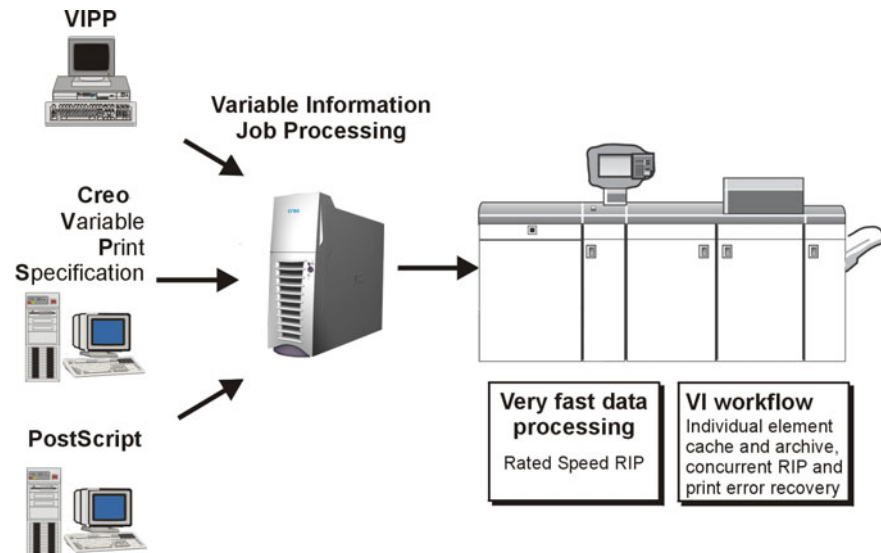 VIPP
Variable Information
Job Processing
Creo
Variable
Print
Specification
creo
PostScript
Very fast data
processing
Rated Speed RIP
VI workflow
Individual element
cache and archive,
concurrent RIP and
print error recovery